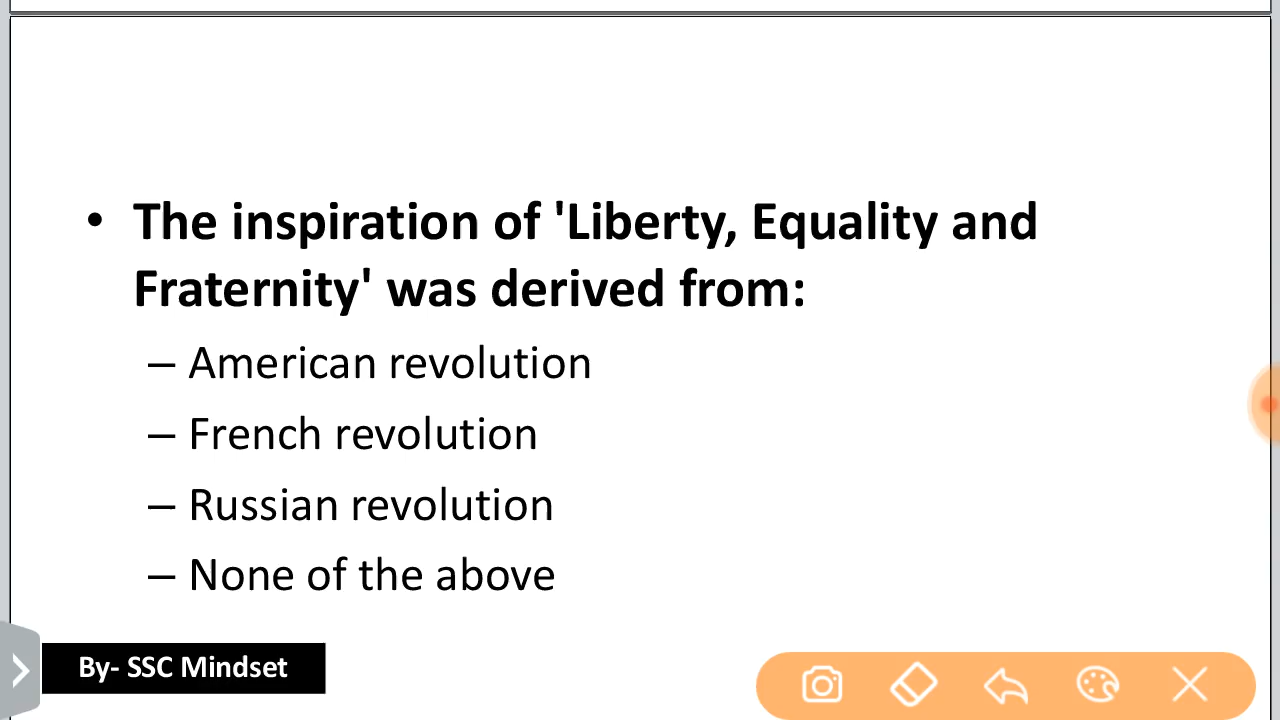 • The inspiration of 'Liberty, Equality and
Fraternity' was derived from:
– American revolution
– French revolution
– Russian revolution
– None of the above
By- SSC Mindset